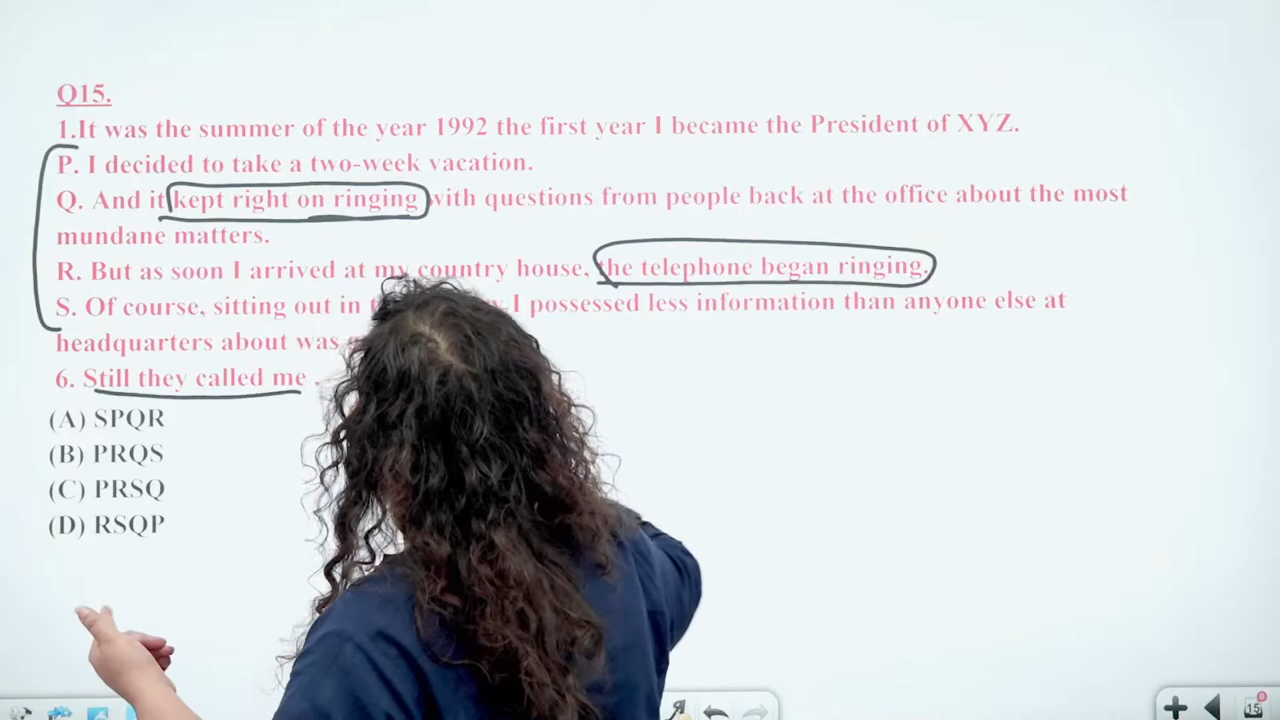 Q15.
1.It was the summer of the year 1992 the first year I became the President of XYZ.
P. I decided to take a two-week vacation.
Q. And it kept right on ringing with questions from people back at the office about the most
mundane matters.
R. But as soon I arrived at my country house, the telephone began ringing.
S. Of course, sitting out in I possessed less information than anyone else at
headquarters about was
6. Still they called me .
(A) SPQR
(B) PRQS
(C) PRSQ
(D) RSQP
15